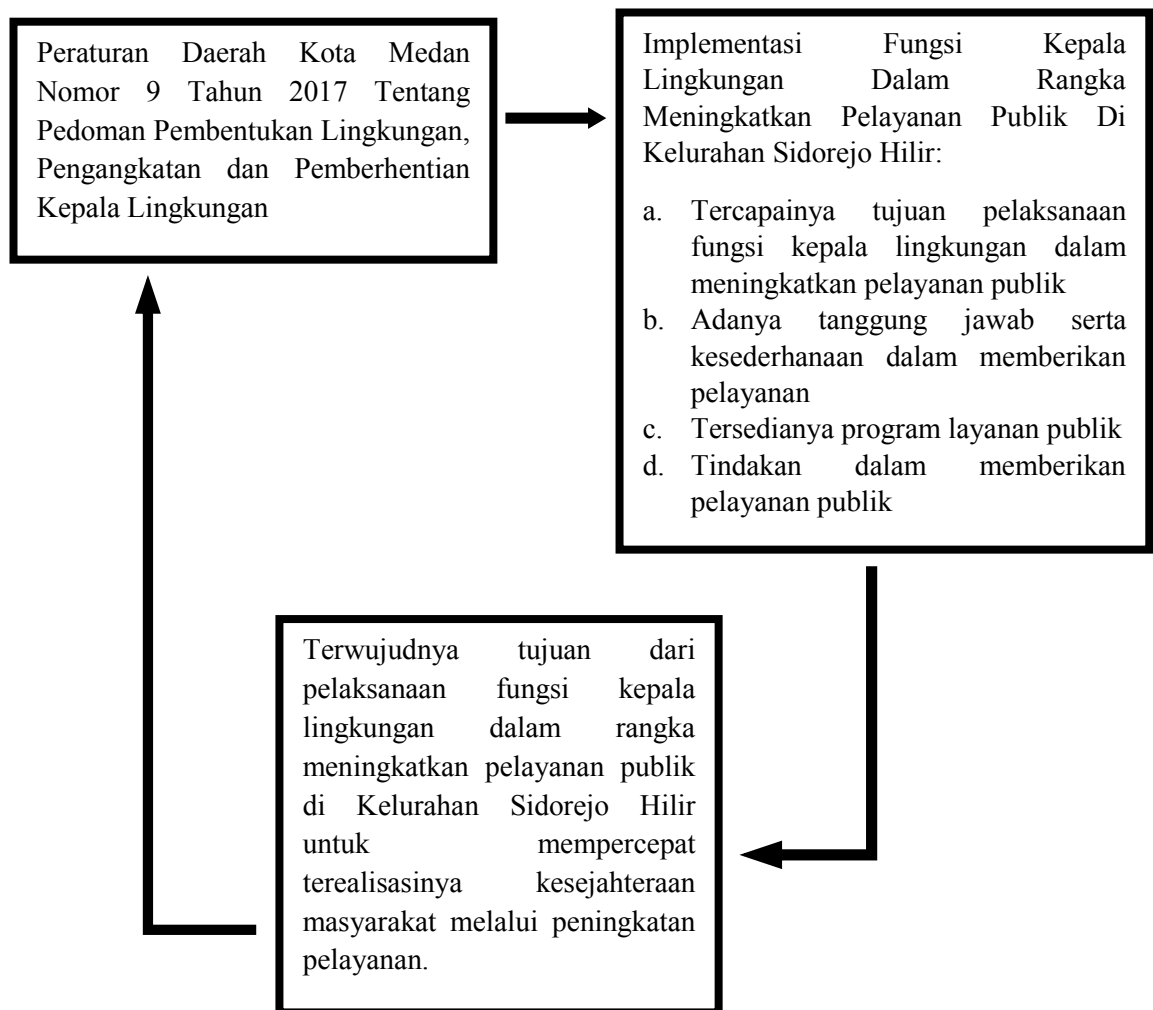 Peraturan Daerah Kota Medan
Nomor 9 Tahun 2017 Tentang
Pedoman Pembentukan Lingkungan,
Pengangkatan dan Pemberhentian
Kepala Lingkungan
Implementasi Fungsi Kepala
Lingkungan Dalam Rangka
Meningkatkan Pelayanan Publik Di
Kelurahan Sidorejo Hilir:
a. Tercapainya tujuan pelaksanaan
fungsi kepala lingkungan dalam
meningkatkan pelayanan publik
b. Adanya tanggung jawab serta
kesederhanaan dalam memberikan
pelayanan
c. Tersedianya program layanan publik
d. Tindakan dalam memberikan
pelayanan publik
Terwujudnya tujuan dari
pelaksanaan fungsi kepala
lingkungan dalam rangka
meningkatkan pelayanan publik
di Kelurahan Sidorejo Hilir
untuk mempercepat
terealisasinya kesejahteraan
masyarakat melalui peningkatan
pelayanan.